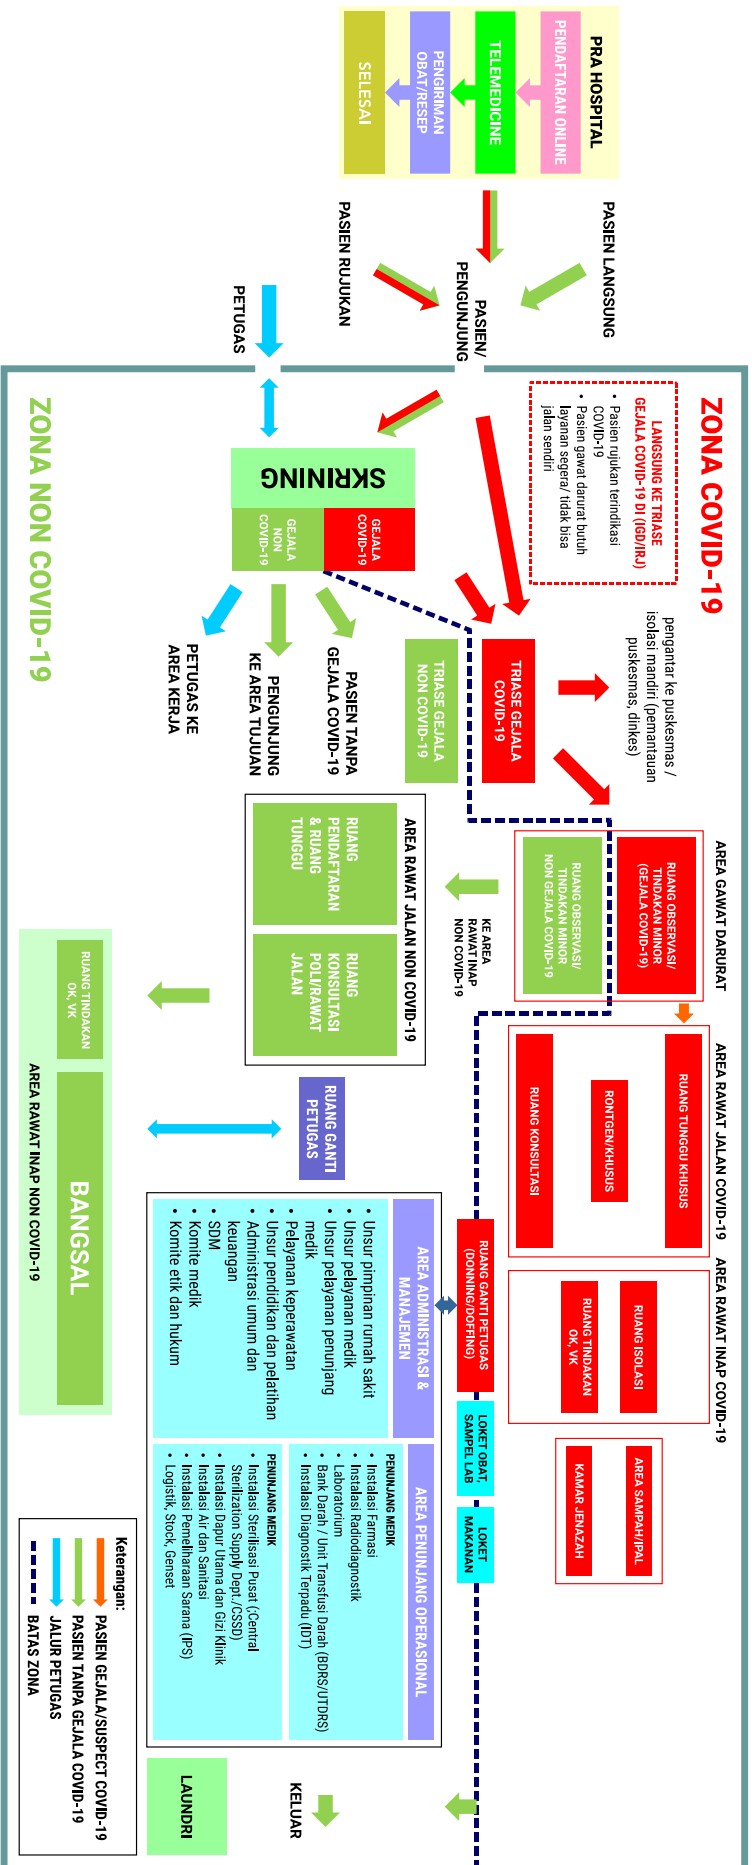 PRA HOSPITAL
PENDAFTARAN ONLINE
TELEMEDICINE
PENGIRIMAN
OBAT/RESEP
SELESAI
PASIEN LANGSUNG
PASIEN/
PENGUNJUNG
PASIEN RUJUKAN
PETUGAS
ZONA COVID-19
LANGSUNG KE TRIASE
GEJALA COVID-19 DI (IGD/IRJ)
• Pasien rujukan terindikasi
COVID-19
• Pasien gawat darurat butuh
layanan segera/ tidak bisa
jalan sendiri
SKRINING
GEJALA
COVID-19
GEJALA
NON
COVID-19
ZONA NON COVID-19
pengantar ke puskesmas /
isolasi mandiri (pemantauan
puskesmas, dinkes)
TRIASE GEJALA
COVID-19
TRIASE GEJALA
NON COVID-19
PASIEN TANPA
GEJALA COVID-19
PENGUNJUNG
KE AREA TUJUAN
PETUGAS KE
AREA KERJA
AREA GAWAT DARURAT
RUANG OBSERVASI/
TINDAKAN MINOR
(GEJALA COVID-19)
RUANG OBSERVASI/
TINDAKAN MINOR
NON GEJALA COVID-19
KE AREA
RAWAT INAP
NON COVID-19
AREA RAWAT JALAN NON COVID-19
RUANG
PENDAFTARAN
& RUANG
TUNGGU
RUANG
KONSULTASI
POLI/RAWAT
JALAN
RUANG TINDAKAN
OK, VK
BANGSAL
AREA RAWAT INAP NON COVID-19
AREA RAWAT JALAN COVID-19
RUANG TUNGGU KHUSUS
RONTGEN/KHUSUS
RUANG KONSULTASI
RUANG GANTI
PETUGAS
AREA RAWAT INAP COVID-19
RUANG ISOLASI
RUANG TINDAKAN
OK, VK
RUANG GANTI PETUGAS
(DONNING/DOFFING)
LOKET OBAT,
SAMPEL LAB
LOKET
MAKANAN
AREA SAMPAH/IPAL
KAMAR JENAZAH
AREA ADMINISTRASI &
MANAJEMEN
• Unsur pimpinan rumah sakit
• Unsur pelayanan medik
• Unsur pelayanan penunjang
medik
• Pelayanan keperawatan
• Unsur pendidikan dan pelatihan
• Administrasi umum dan
keuangan
• SDM
• Komite medik
• Komite etik dan hukum
AREA PENUNJANG OPERASIONAL
PENUNJANG MEDIK
• Instalasi Farmasi
• Instalasi Radiodiagnostik
• Laboratorium
• Bank Darah / Unit Transfusi Darah (BDRS/UTDRS)
• Instalasi Diagnostik Terpadu (IDT)
PENUNJANG MEDIK
• Instalasi Sterilisasi Pusat (;Central
Sterilization Supply Dept./CSSD)
• Instalasi Dapur Utama dan Gizi Klinik
• Instalasi Air dan Sanitasi
• Instalasi Pemeliharaan Sarana (IPS)
• Logistik, Stock, Genset
KELUAR
LAUNDRI
Keterangan:
PASIEN GEJALA/SUSPECT COVID-19
PASIEN TANPA GEJALA COVID-19
JALUR PETUGAS
BATAS ZONA